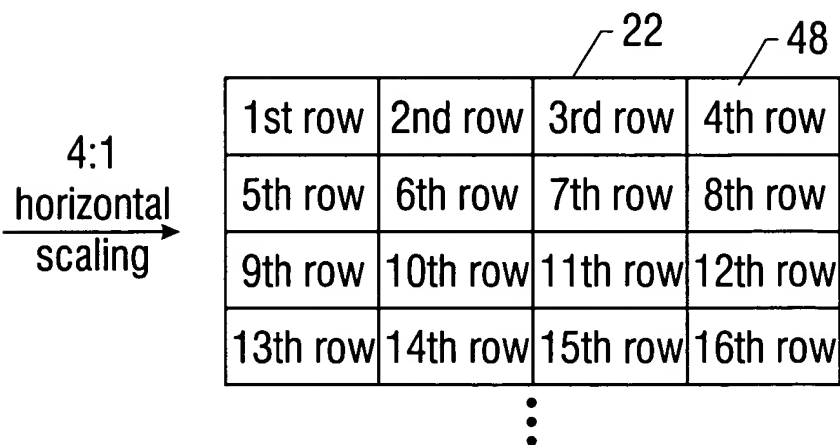 22 48
1st row 2nd row 3rd row 4th row
4:1
horizontal
scaling
5th row 6th row 7th row 8th row
9th row 10th row 11th row 12th row
13th row 14th row 15th row 16th row